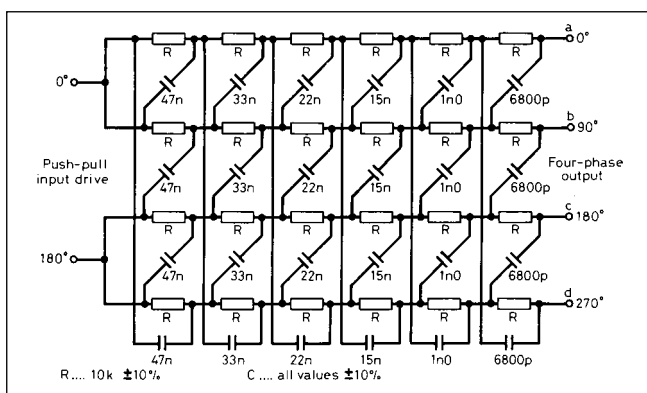 a
R R R R R R 0°
0°
47n 33n 22n 15n 1n0 6800p
b
R R R R R R 90°
Push-pull
input drive
Four-phase
output
47n 33n 22n 15n 1n0 6800p
c
R R R R R R 180°
180°
47n 33n 22n 15n 1n0 6800p
d
R R R R R R 270°
47n 33n 22n 15n 1n0 6800p
R.... 10k ±10% C .... all values ±10%